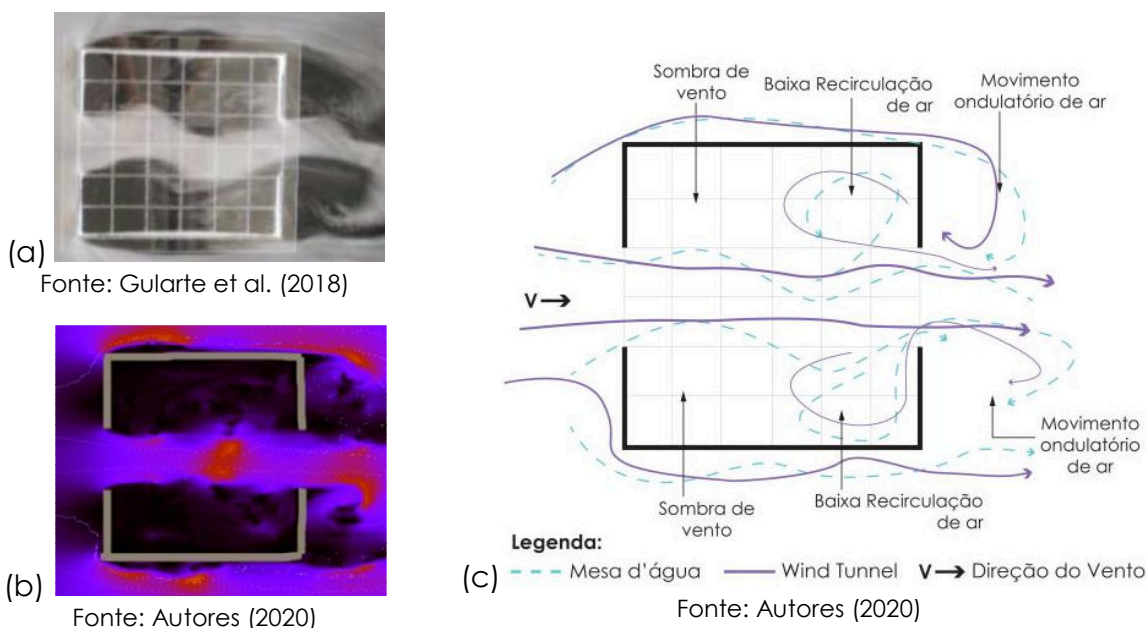 (a)
Fonte: Gularte et al. (2018)
(b)
Fonte: Autores (2020)
Sombra de
vento
Baixa Recirculação
de ar
Movimento
ondulatório de ar
V
Sombra de
vento
Baixa Recirculação
de ar
Movimento
ondulatório
de ar
Legenda:
Mesa d'água Wind Tunnel V Direção do Vento
(c)
Fonte: Autores (2020)